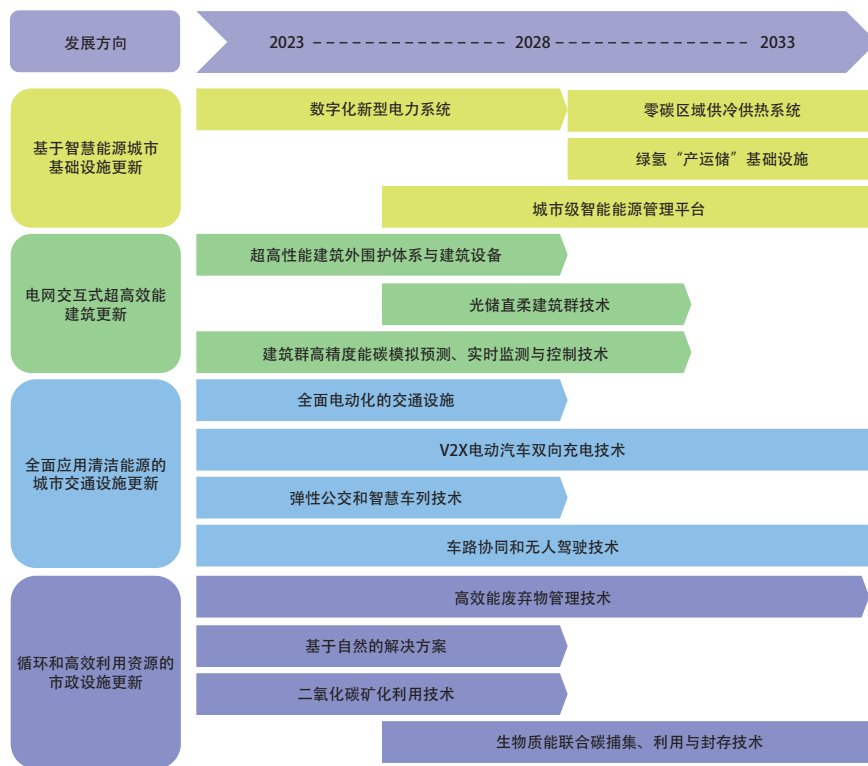 发展方向
2023 2028 2033
基于智慧能源城市
基础设施更新
数字化新型电力系统
零碳区域供冷供热系统
绿氢“产运储”基础设施
城市级智能能源管理平台
电网交互式超高效能
建筑更新
超高性能建筑外围护体系与建筑设备
光储直柔建筑群技术
建筑群高精度能碳模拟预测、实时监测与控制技术
全面应用清洁能源的
城市交通设施更新
全面电动化的交通设施
V2X电动汽车双向充电技术
弹性公交和智慧车列技术
车路协同和无人驾驶技术
循环和高效利用资源的
市政设施更新
高效能废弃物管理技术
基于自然的解决方案
二氧化碳矿化利用技术
生物质能联合碳捕集、利用与封存技术